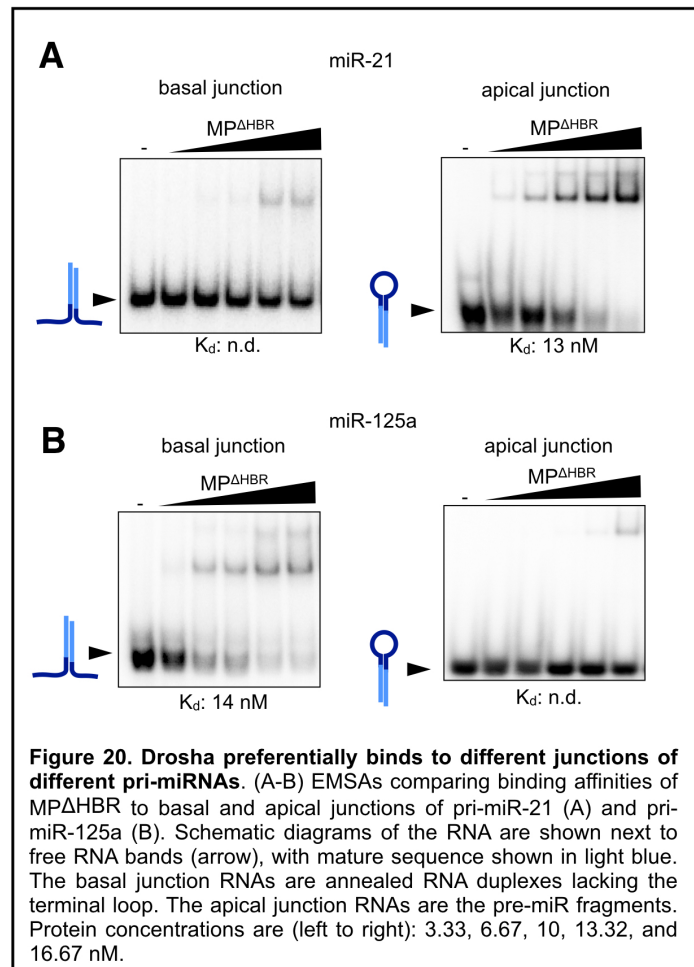 A
miR-21
basal junction
apical junction
MPΔHBR
MPΔHBR
-
-
Kd: n.d.
Kd: 13 nM
B
miR-125a
basal junction
apical junction
MPΔHBR
MPΔHBR
-
-
Kd: 14 nM
Kd: n.d.
Figure 20. Drosha preferentially binds to different junctions of
different pri-miRNAs. (A-B) EMSAs comparing binding affinities of
MPΔHBR to basal and apical junctions of pri-miR-21 (A) and pri-
miR-125a (B). Schematic diagrams of the RNA are shown next to
free RNA bands (arrow), with mature sequence shown in light blue.
The basal junction RNAs are annealed RNA duplexes lacking the
terminal loop. The apical junction RNAs are the pre-miR fragments.
Protein concentrations are (left to right): 3.33, 6.67, 10, 13.32, and
16.67 nM.